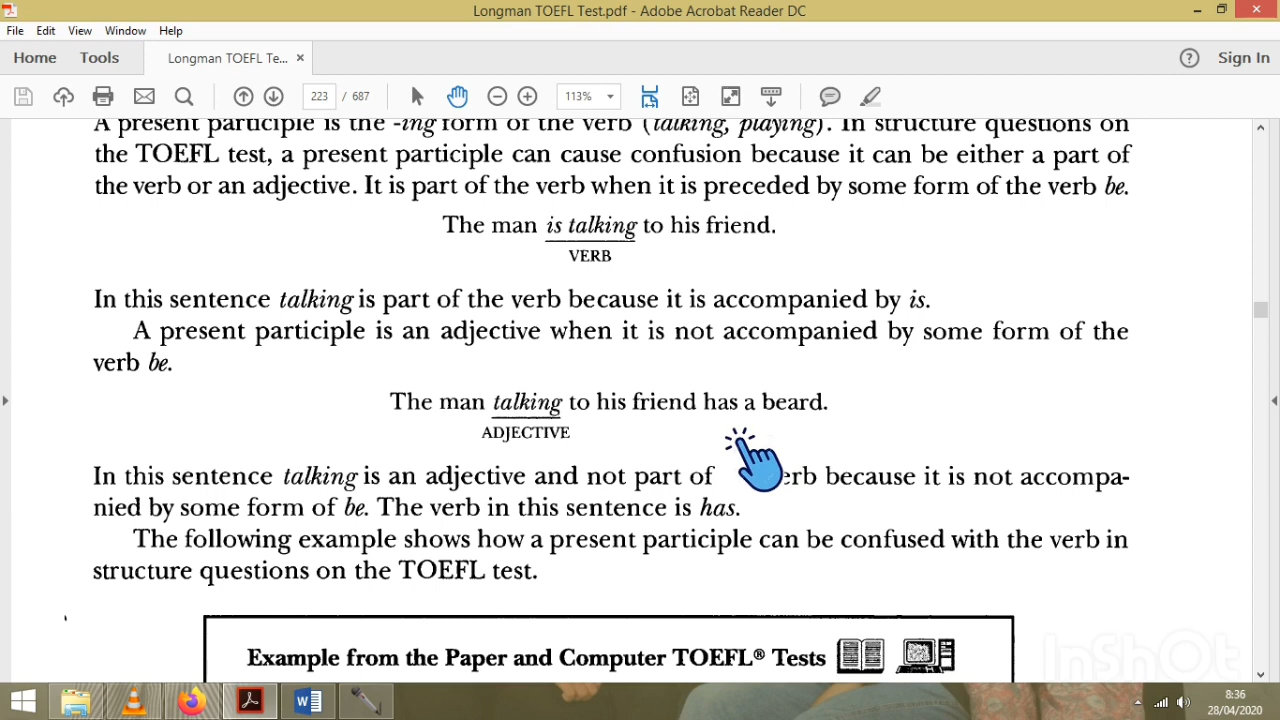 Longman TOEFL Test.pdf - Adobe Acrobat Reader DC
File Edit View Window Help
Home Tools Longman TOEFL Te... × Sign In
223 / 687 113%
A present participle is the -ing form of the verb (talking, playing). In structure questions on
the TOEFL test, a present participle can cause confusion because it can be either a part of
the verb or an adjective. It is part of the verb when it is preceded by some form of the verb be.
The man is talking to his friend.
VERB
In this sentence talking is part of the verb because it is accompanied by is.
A present participle is an adjective when it is not accompanied by some form of the
verb be.
The man talking to his friend has a beard.
ADJECTIVE
In this sentence talking is an adjective and not part of erb because it is not accompa-
nied by some form of be. The verb in this sentence is has.
The following example shows how a present participle can be confused with the verb in
structure questions on the TOEFL test.
Example from the Paper and Computer TOEFL® Tests
InShOt
8:36
28/04/2020